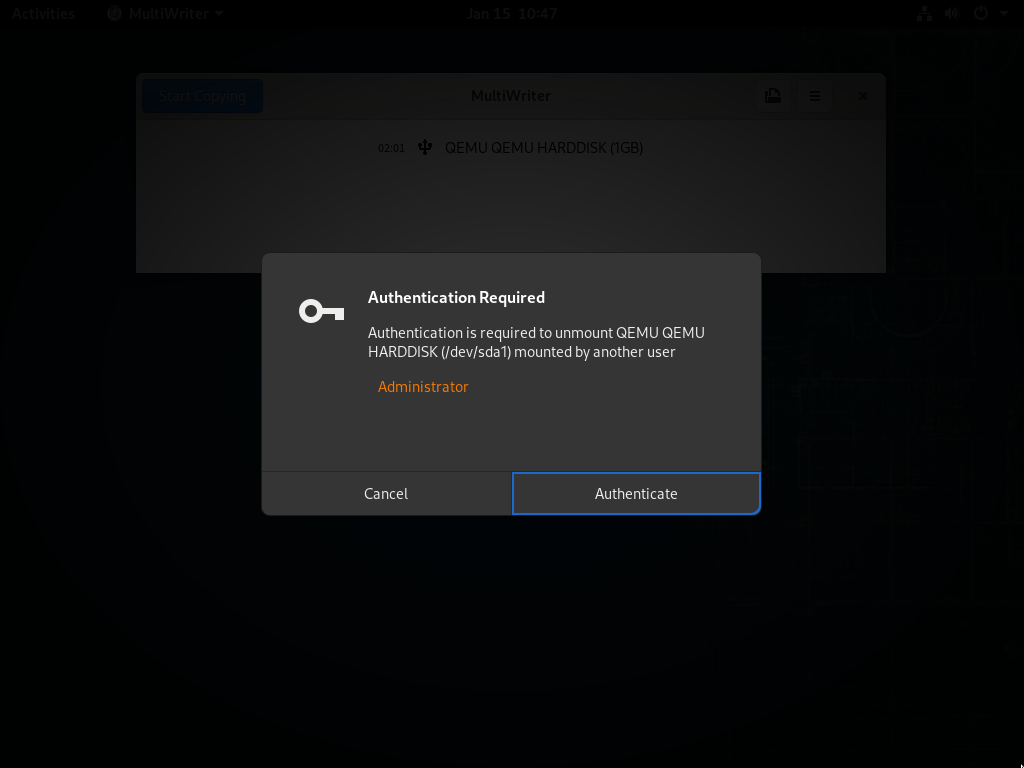 Activities MultiWriter Jan 15 10:47
Start Copying MultiWriter
02:01 QEMU QEMU HARDDISK (1GB)
Authentication Required
Authentication is required to unmount QEMU QEMU
HARDDISK (/dev/sda1) mounted by another user
Administrator
Cancel Authenticate